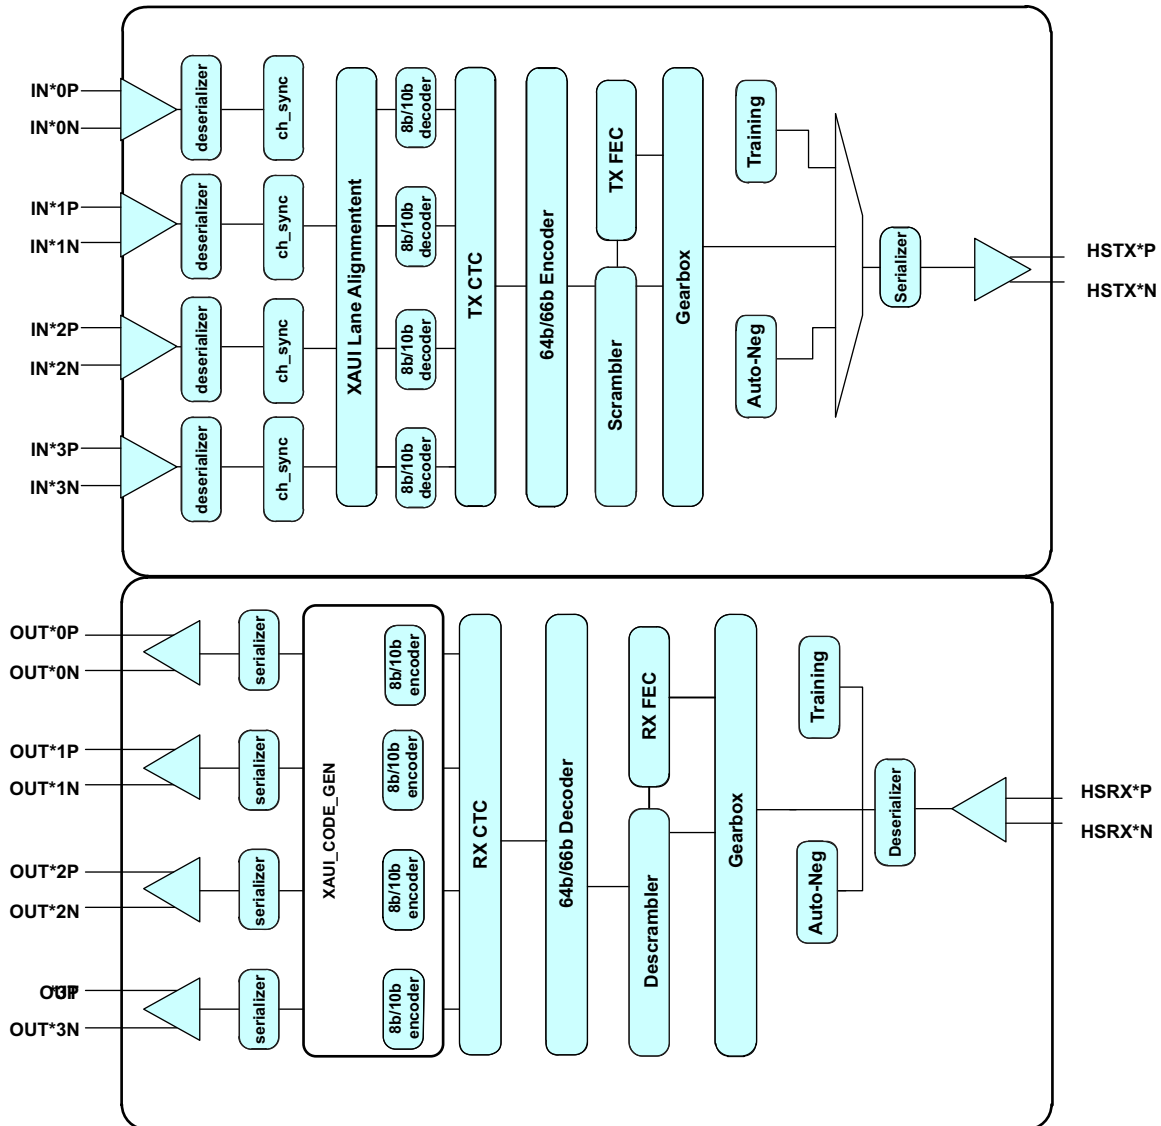 IN*0P
IN*0N
IN*1P
IN*1N
IN*2P
IN*2N
IN*3P
IN*3N
deserializer
deserializer
deserializer
deserializer
ch_sync
ch_sync
ch_sync
ch_sync
XAUI Lane Alignmentent
8b/10b
decoder
8b/10b
decoder
8b/10b
decoder
8b/10b
decoder
TX CTC
64b/66b Encoder
TX FEC
Scrambler
Gearbox
Training
Auto-Neg
Serializer
HSTX*P
HSTX*N
OUT*0P
OUT*0N
OUT*1P
OUT*1N
OUT*2P
OUT*2N
OUT*3N
serializer
serializer
serializer
serializer
XAUI_CODE_GEN
8b/10b
encoder
8b/10b
encoder
8b/10b
encoder
8b/10b
encoder
RX CTC
64b/66b Decoder
RX FEC
Descrambler
Gearbox
Training
Auto-Neg
Deserializer
HSRX*P
HSRX*N